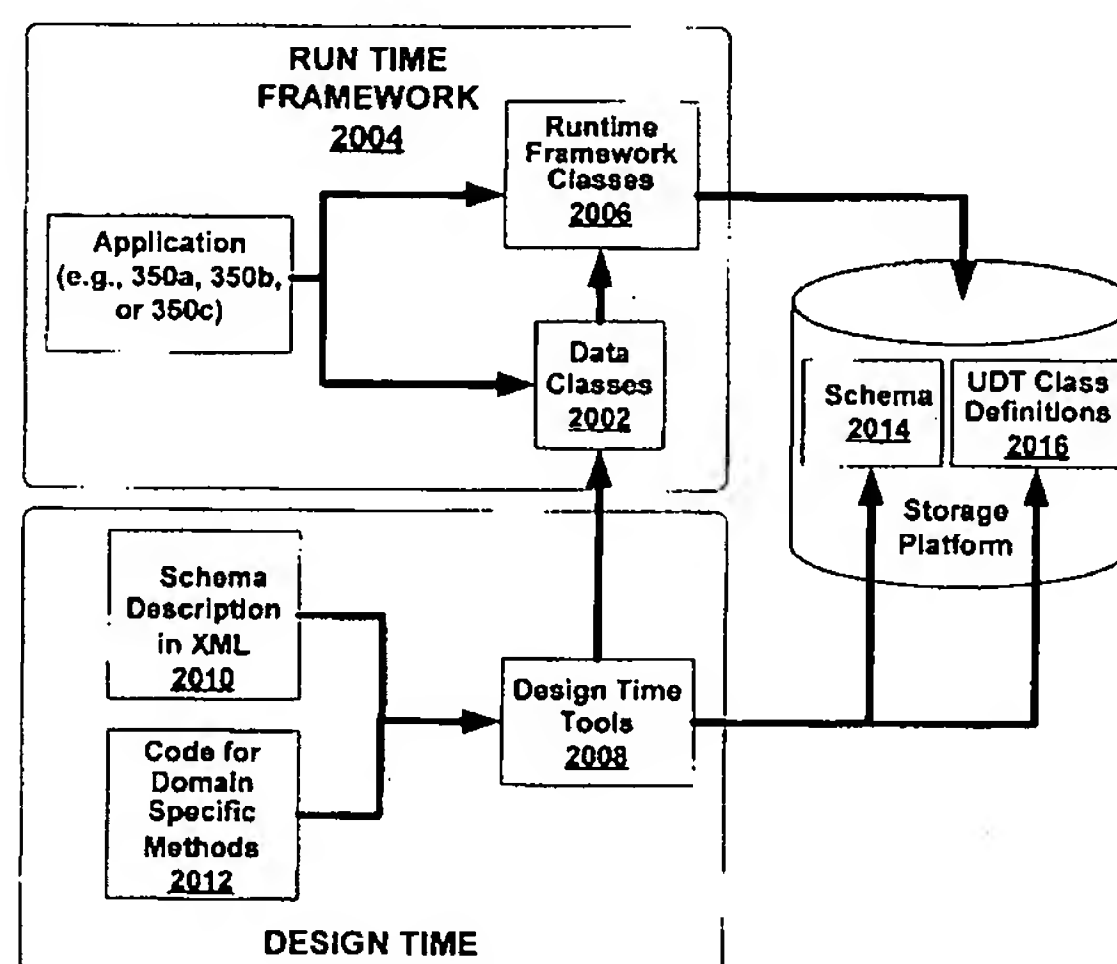 RUN TIME
FRAMEWORK
2004
Runtime
Framework
Classes
2006
Application
(e.g., 350a, 350b,
or 350c)
Data
Classes
2002
Schema
2014
UDT Class
Definitions
2016
Storage
Platform
Schema
Description
in XML
2010
Design Time
Tools
2008
Code for
Domain
Specific
Methods
2012
DESIGN TIME